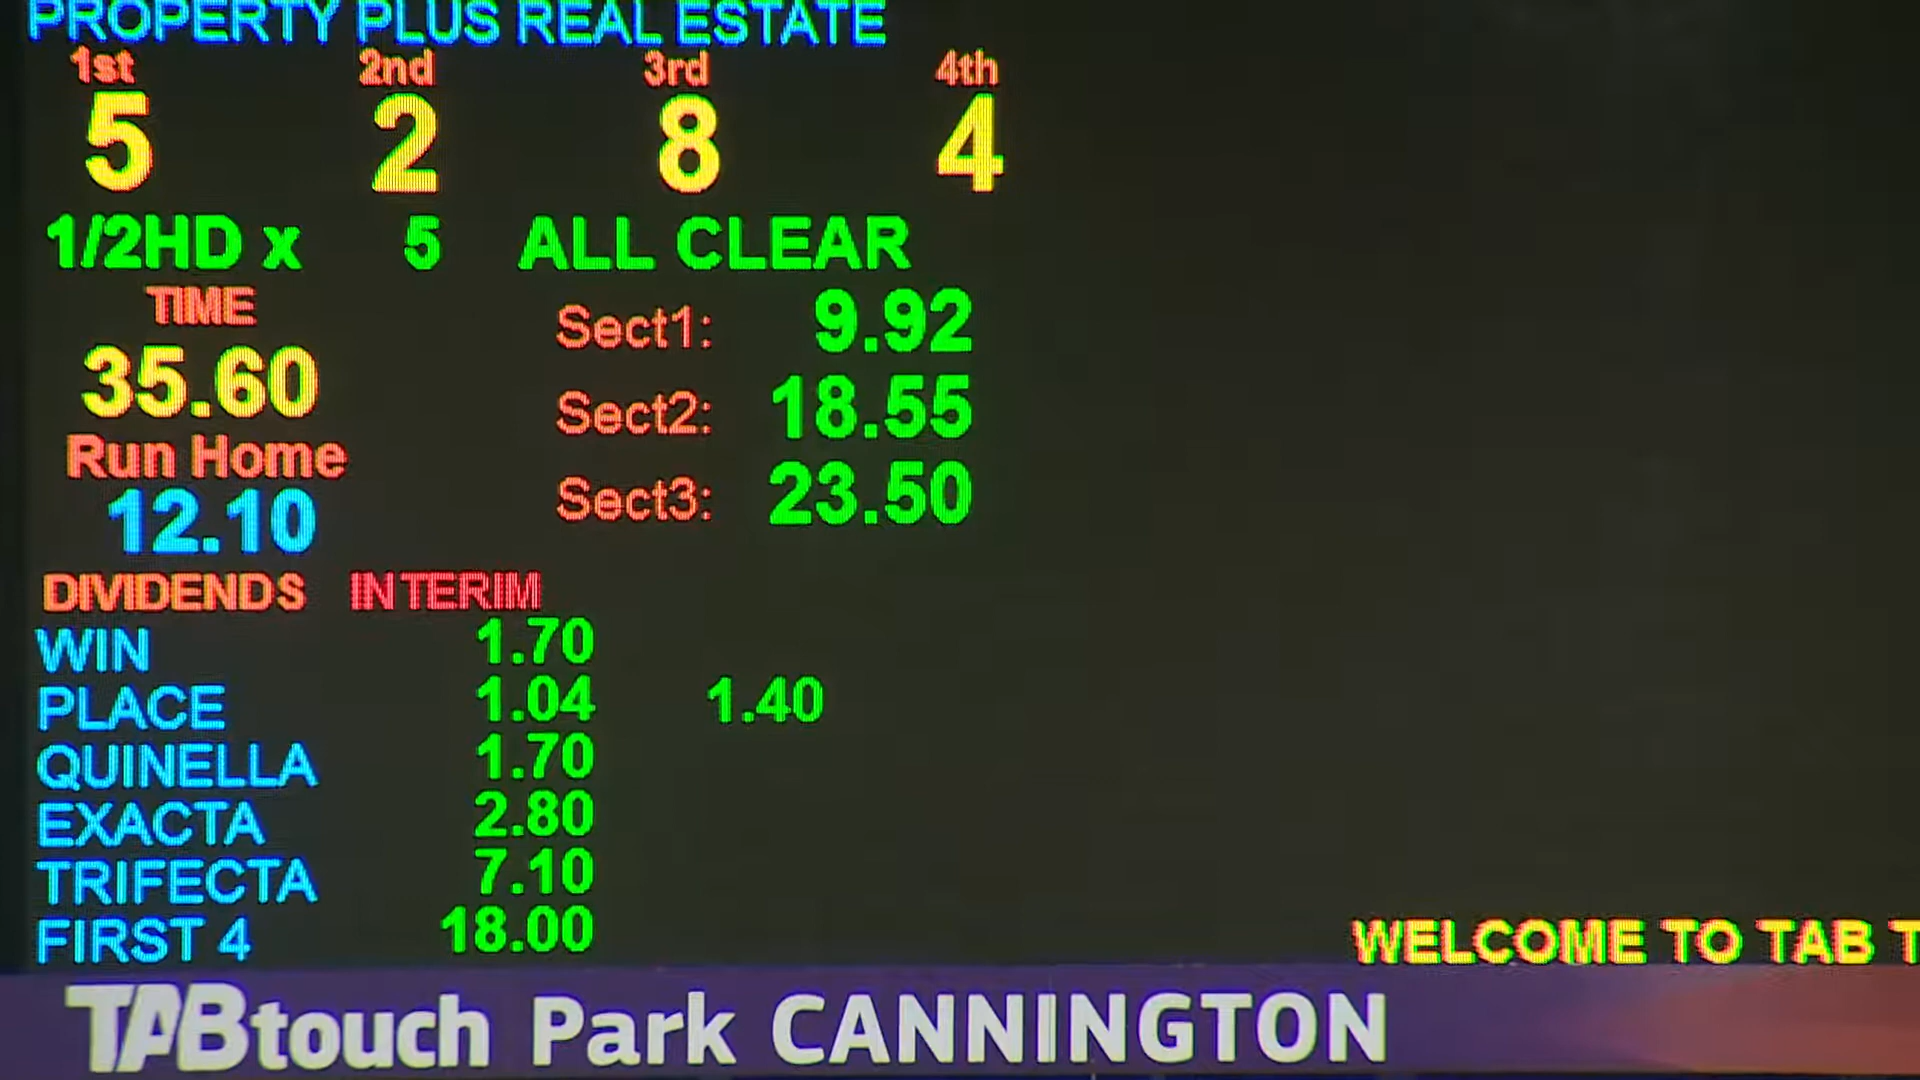 PROPERTY PLUS REAL ESTATE
1st 2nd 3rd 4th
5 2 8 4
1/2HD x 5 ALL CLEAR
TIME
35.60
Run Home
12.10
Sect1: 9.92
Sect2: 18.55
Sect3: 23.50
DIVIDENDS INTERIM
WIN 1.70
PLACE 1.04 1.40
QUINELLA 1.70
EXACTA 2.80
TRIFECTA 7.10
FIRST 4 18.00
WELCOME TO TAB T
TABtouch Park CANNINGTON